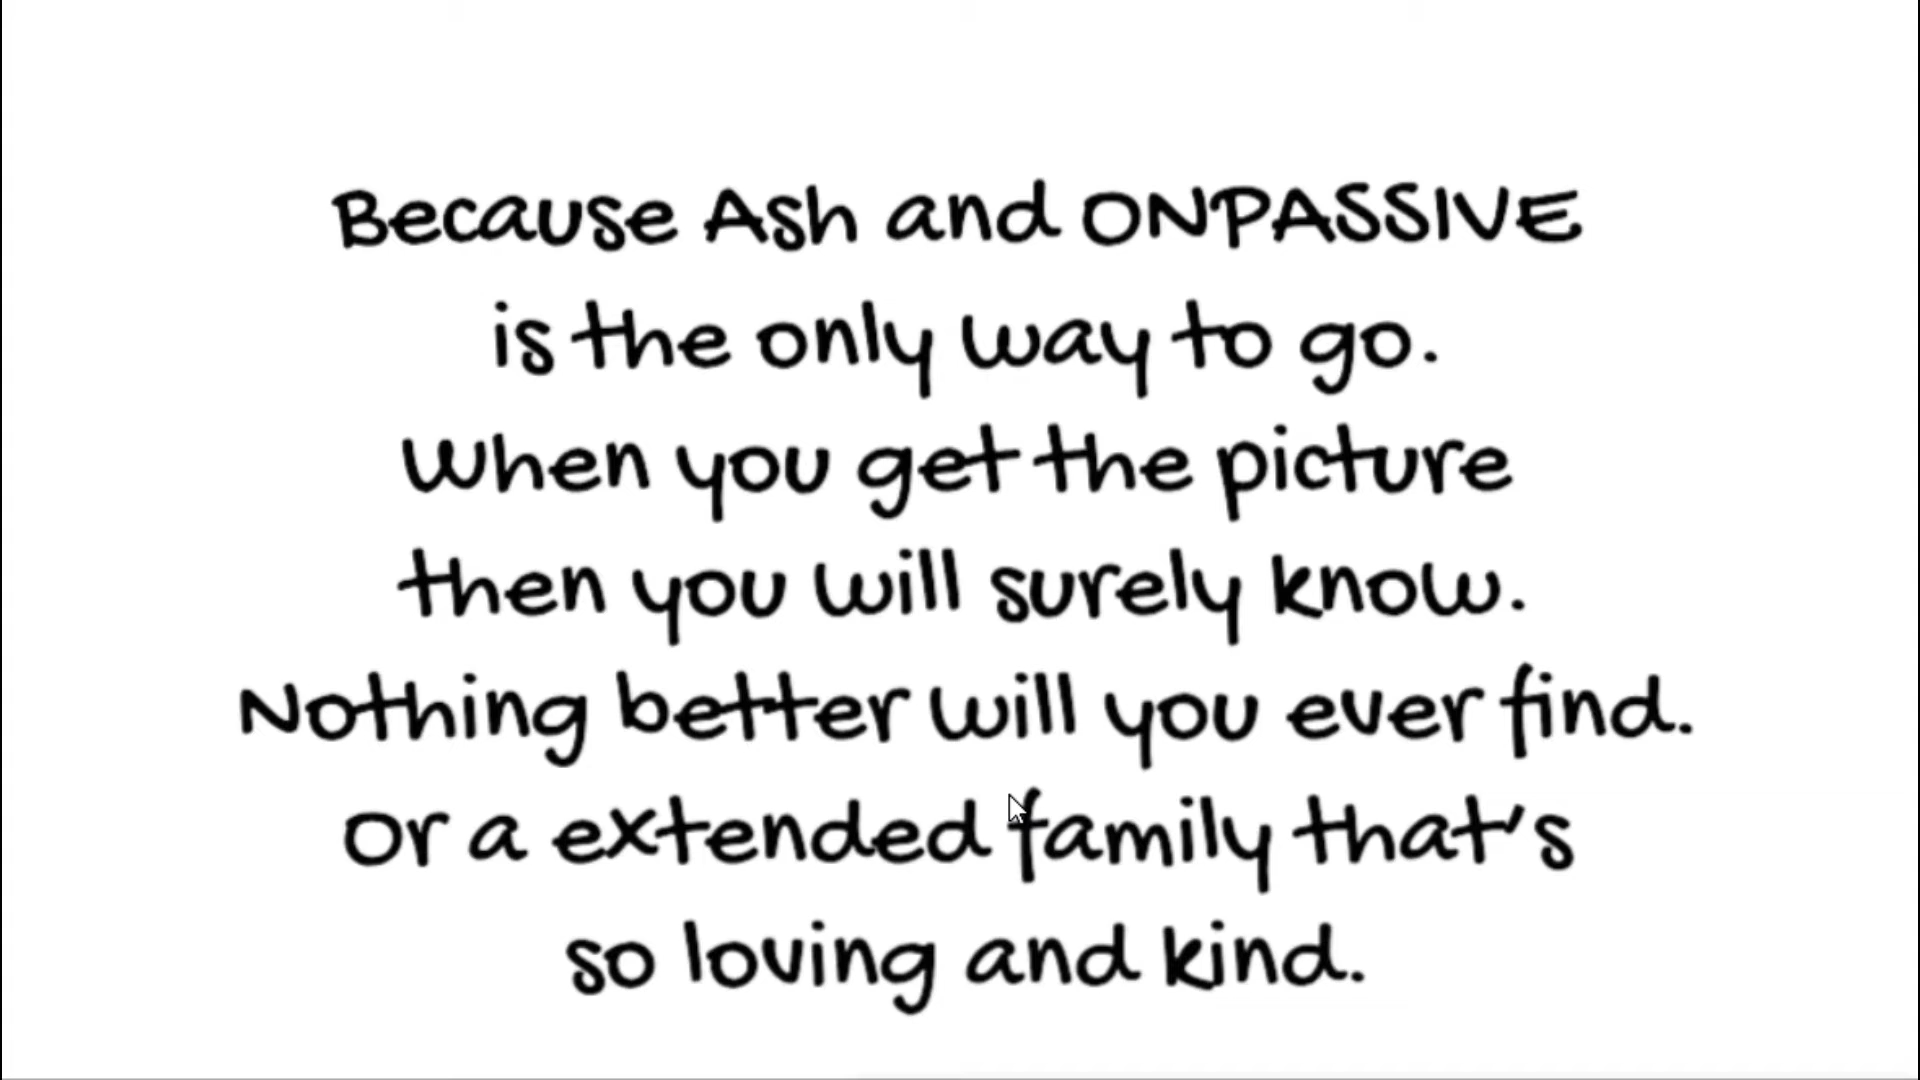 Because Ash and ONPASSIVE
is the only way to go.
When you get the picture
then you will surely know.
Nothing better will you ever find.
Or a extended family that's
so loving and kind.